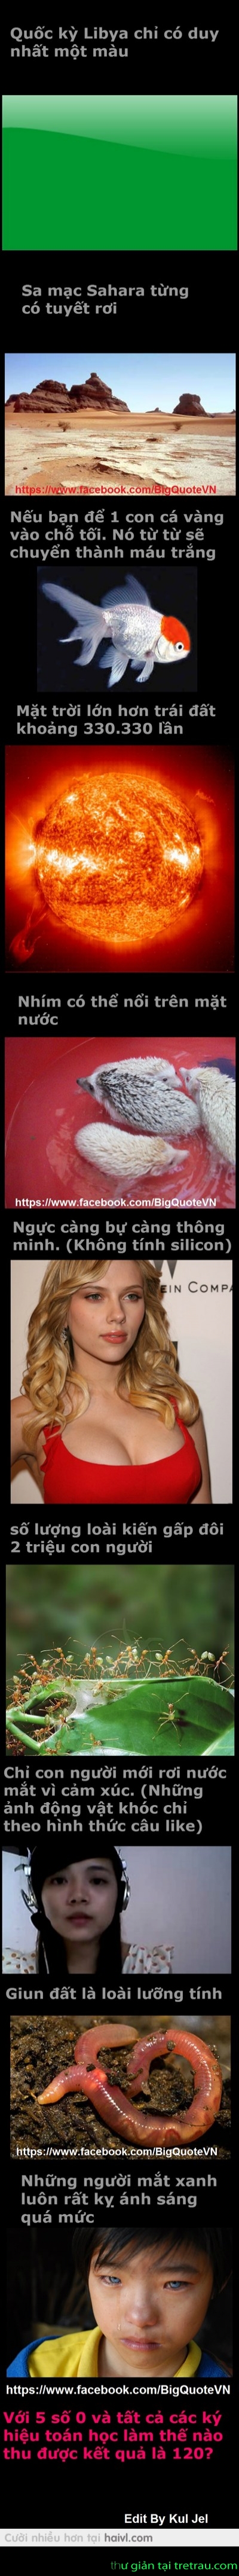 Quốc kỳ Libya chỉ có duy
nhất một màu
Sa mạc Sahara từng
có tuyết rơi
https://www.facebook.com/BigQuoteVN
Nếu bạn để 1 con cá vàng
vào chỗ tối. Nó từ từ sẽ
chuyển thành máu trắng
Mặt trời lớn hơn trái đất
khoảng 330.330 lần
Nhím có thể nổi trên mặt
nước
https://www.facebook.com/BigQuoteVN
Ngực càng bự càng thông
minh. (Không tính silicon)
EIN COMPA
số lượng loài kiến gấp đôi
2 triệu con người
Chỉ con người mới rơi nước
mắt vì cảm xúc. (Những
ảnh động vật khóc chỉ
theo hình thức câu like)
Giun đất là loài lưỡng tính
https://www.facebook.com/BigQuoteVN
Những người mắt xanh
luôn rất kỵ ánh sáng
quá mức
https://www.facebook.com/BigQuoteVN
Với 5 số 0 và tất cả các ký
hiệu toán học làm thế nào
thu được kết quả là 120?
Edit By Kul Jel
Cười nhiều hơn tại haivl.com
thư giản tại tretrau.com